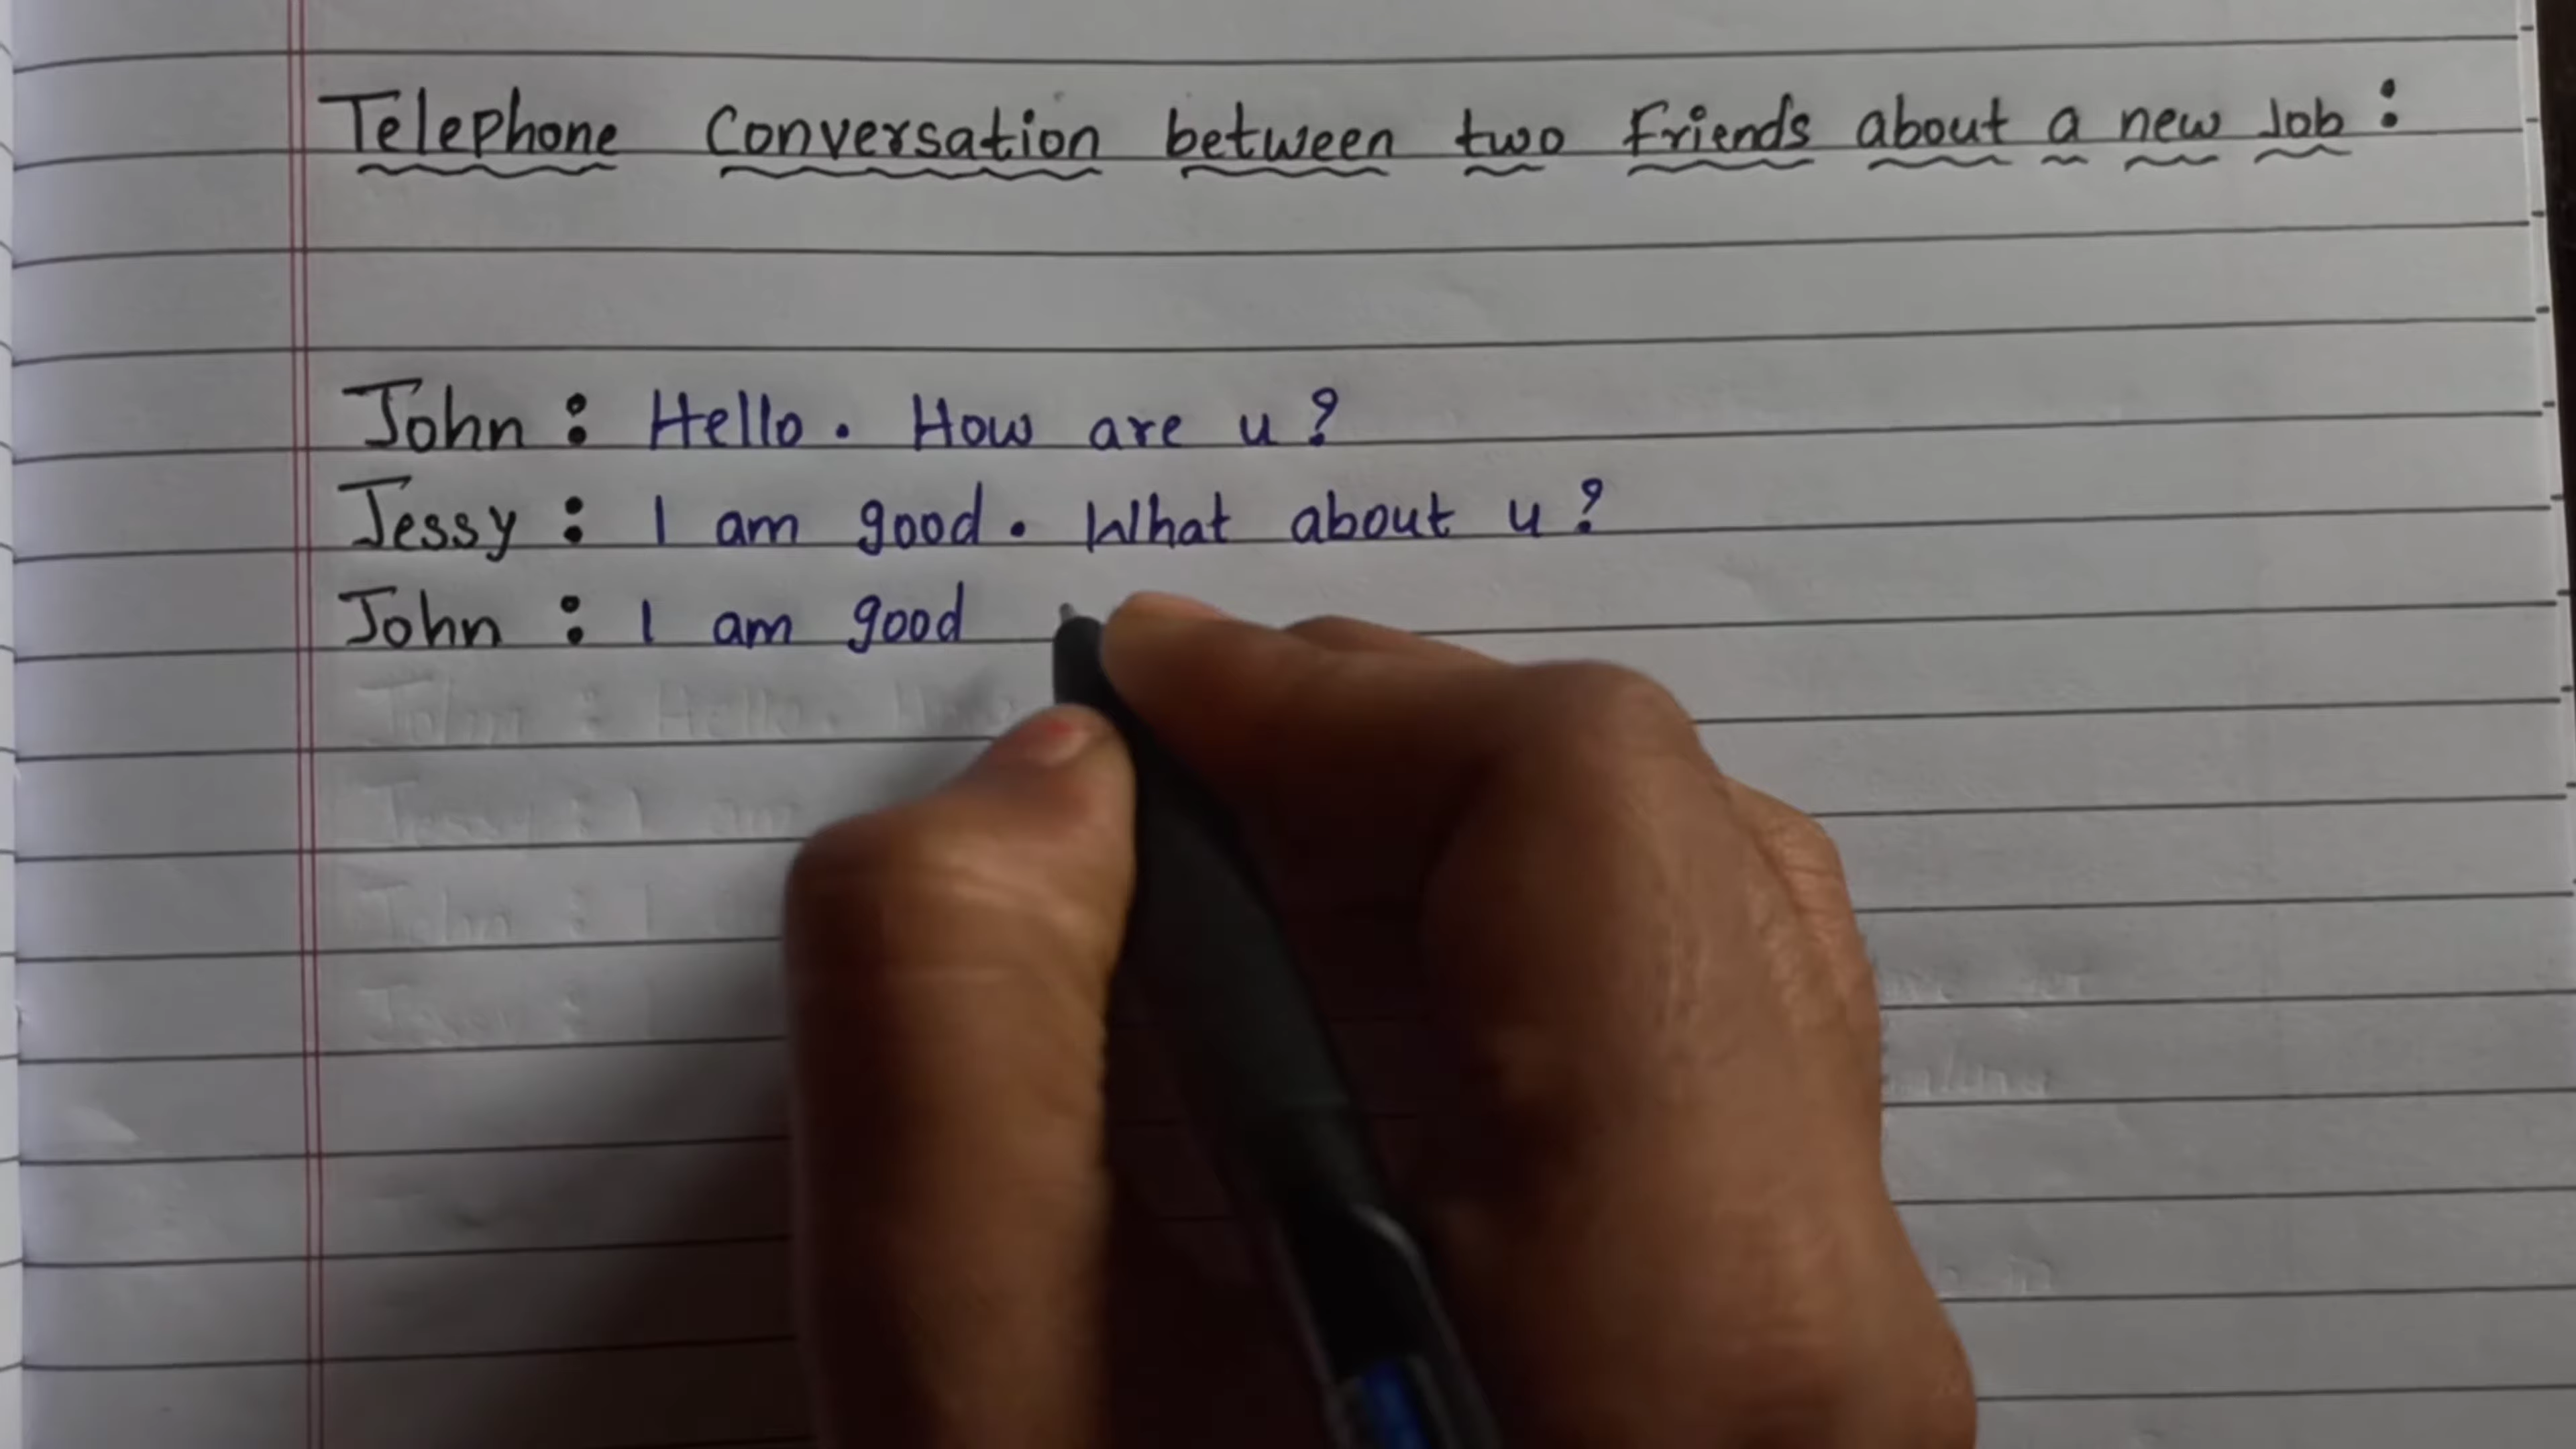 Telephone Conversation between two Friends about a new Job :
John : Hello. How are u?
Jessy : I am good. What about u?
John : I am good